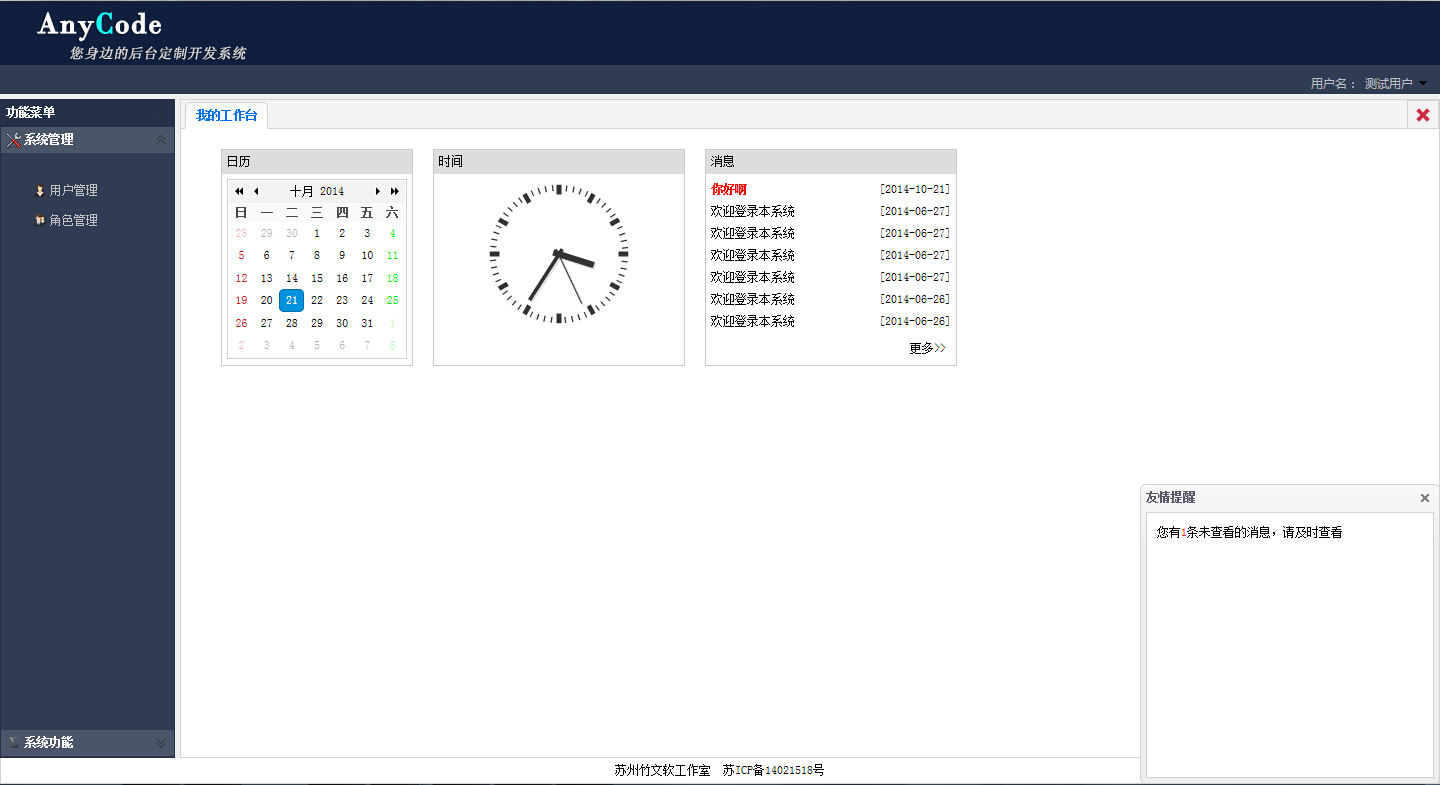 AnyCode
您身边的后台定制开发系统
用户名： 测试用户
功能菜单
系统管理
用户管理
角色管理
系统功能
我的工作台
日历
十月 2014
日 一 二 三 四 五 六
28 29 30 1 2 3 4
5 6 7 8 9 10 11
12 13 14 15 16 17 18
19 20 21 22 23 24 25
26 27 28 29 30 31 1
2 3 4 5 6 7 8
时间
消息
你好啊 [2014-10-21]
欢迎登录本系统 [2014-06-27]
欢迎登录本系统 [2014-06-27]
欢迎登录本系统 [2014-06-27]
欢迎登录本系统 [2014-06-27]
欢迎登录本系统 [2014-06-26]
欢迎登录本系统 [2014-06-26]
更多>>
友情提醒
您有1条未查看的消息，请及时查看
苏州竹文软工作室 苏ICP备14021518号